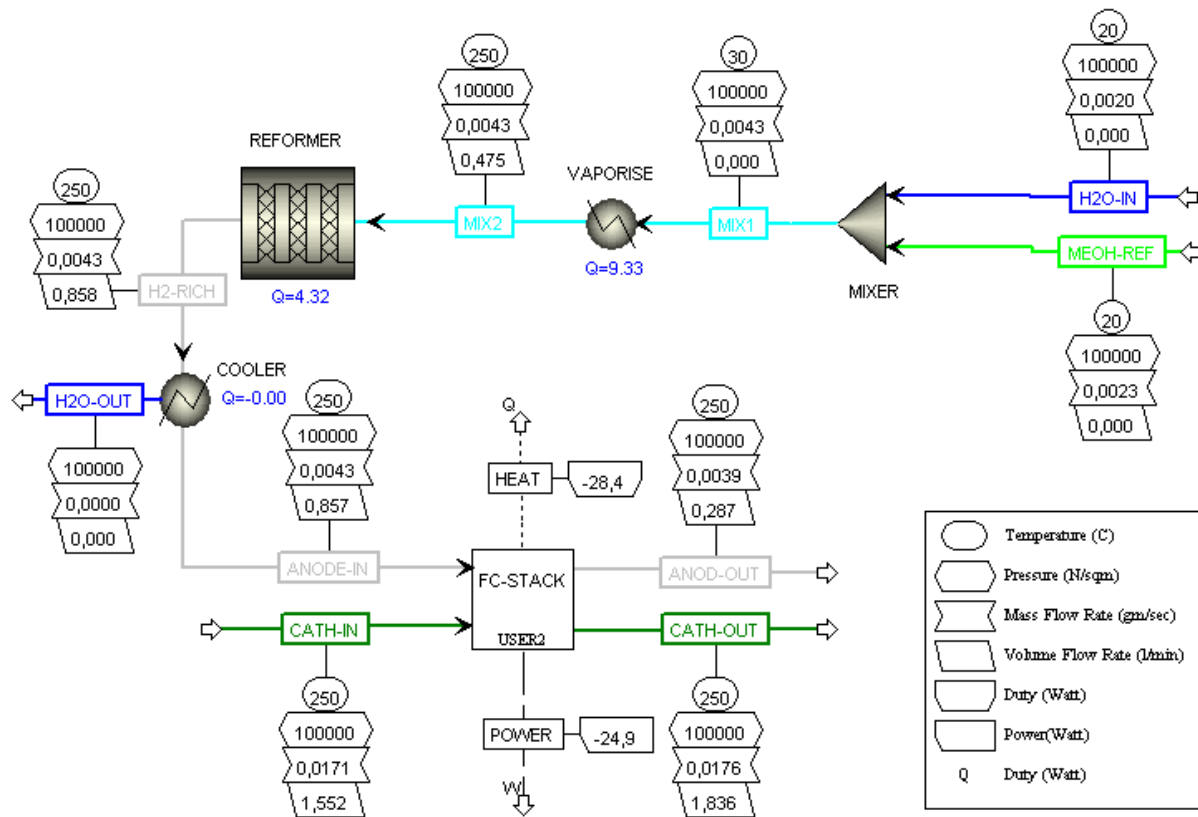 250
100000
0,0043
0,475
30
100000
0,0043
0,000
20
100000
0,0020
0,000
REFORMER
VAPORISE
250
100000
0,0043
0,858
MIX2
MIX1
H2O-IN
MEOH-REF
H2-RICH
Q=4.32
Q=9.33
MIXER
20
100000
0,0023
0,000
COOLER
Q=-0.00
H2O-OUT
100000
0,0000
0,000
250
100000
0,0043
0,857
Q
HEAT
-28,4
250
100000
0,0039
0,287
ANODE-IN
FC-STACK
USER2
ANOD-OUT
CATH-IN
CATH-OUT
250
100000
0,0171
1,552
POWER
-24,9
W
250
100000
0,0176
1,836
Temperature (C)
Pressure (N/sqm)
Mass Flow Rate (gm/sec)
Volume Flow Rate (l/min)
Duty (Watt)
Power(Watt)
Q Duty (Watt)